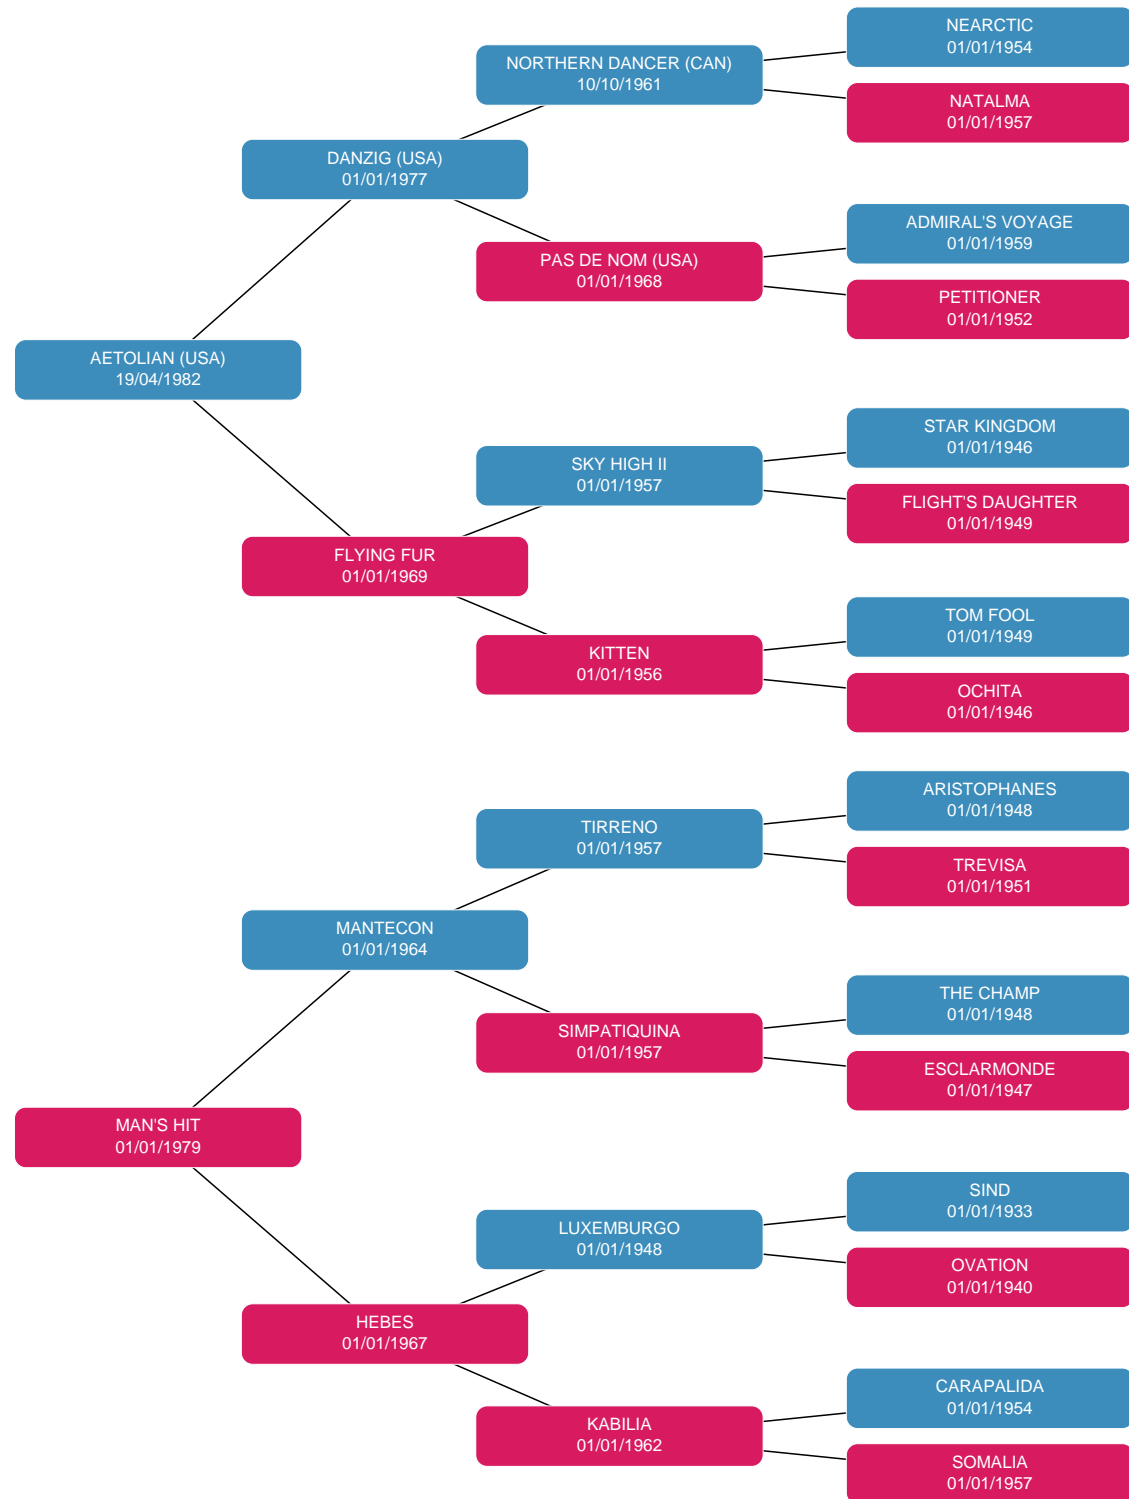 NEARCTIC
01/01/1954
NORTHERN DANCER (CAN)
10/10/1961
NATALMA
01/01/1957
DANZIG (USA)
01/01/1977
ADMIRAL'S VOYAGE
01/01/1959
PAS DE NOM (USA)
01/01/1968
PETITIONER
01/01/1952
AETOLIAN (USA)
19/04/1982
STAR KINGDOM
01/01/1946
SKY HIGH II
01/01/1957
FLIGHT'S DAUGHTER
01/01/1949
FLYING FUR
01/01/1969
TOM FOOL
01/01/1949
KITTEN
01/01/1956
OCHITA
01/01/1946
ARISTOPHANES
01/01/1948
TIRRENO
01/01/1957
TREVISA
01/01/1951
MANTECON
01/01/1964
THE CHAMP
01/01/1948
SIMPATIQUINA
01/01/1957
ESCLARMONDE
01/01/1947
MAN'S HIT
01/01/1979
SIND
01/01/1933
LUXEMBURGO
01/01/1948
OVATION
01/01/1940
HEBES
01/01/1967
CARAPALIDA
01/01/1954
KABILIA
01/01/1962
SOMALIA
01/01/1957